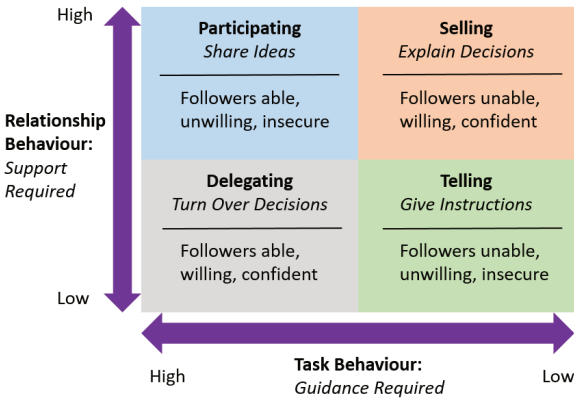 High
Participating
Share Ideas
Followers able,
unwilling, insecure
Selling
Explain Decisions
Followers unable,
willing, confident
Relationship
Behaviour:
Support
Required
Delegating
Turn Over Decisions
Followers able,
willing, confident
Telling
Give Instructions
Followers unable,
unwilling, insecure
Low
High
Task Behaviour:
Guidance Required
Low